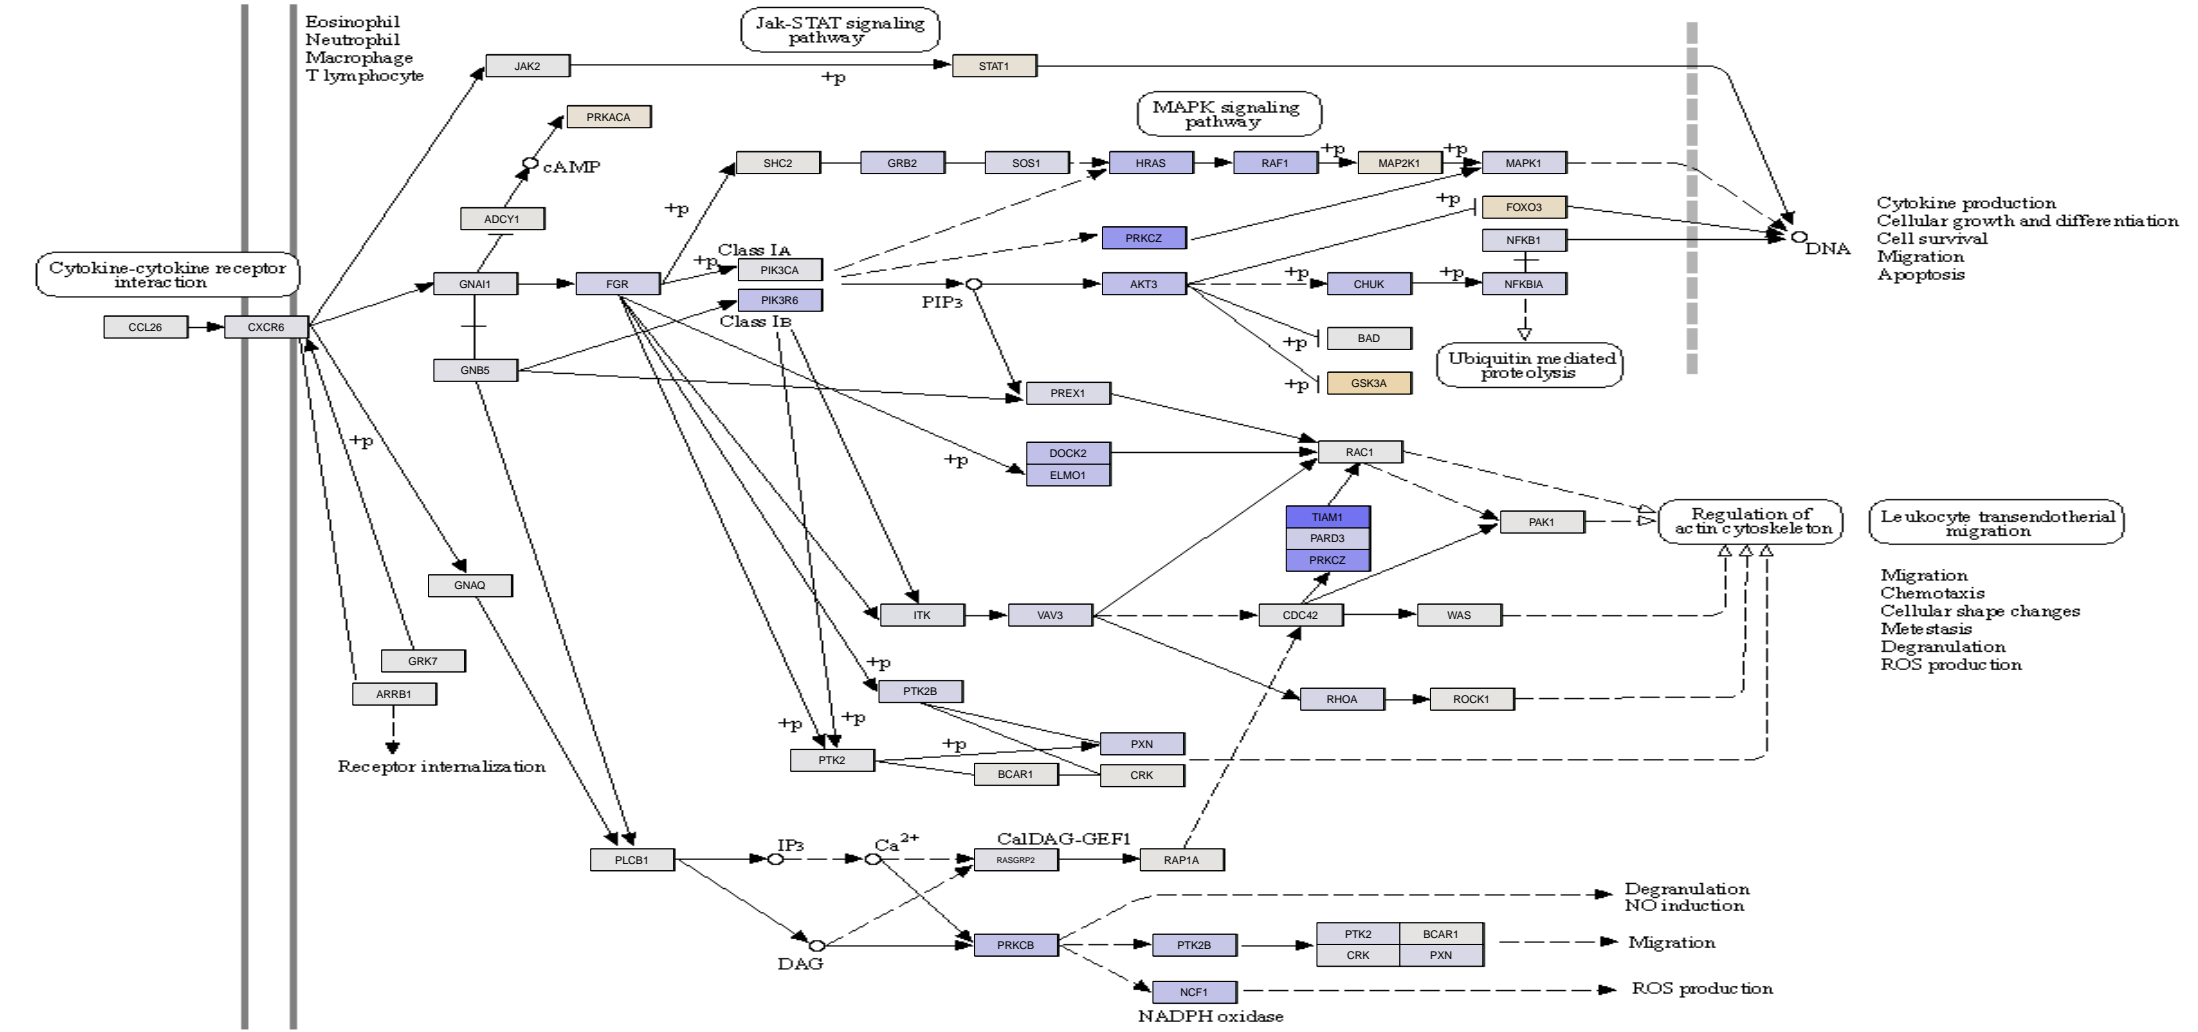 Eosinophil
Neutrophil
Macrophage
T lymphocyte
Jak-STAT signaling
pathway
JAK2
+p
STAT1
PRKACA
cAMP
MAPK signaling
pathway
SHC2
GRB2
SOS1
HRAS
RAF1
+p
MAP2K1
+p
MAPK1
ADCY1
+p
+p
FOXO3
Cytokine production
Cellular growth and differentiation
Cell survival
Migration
Apoptosis
PRKCZ
NFKB1
DNA
Cytokine-cytokine receptor
interaction
GNAI1
FGR
+p
Class IA
PIK3CA
PIK3R6
Class IB
PIP3
AKT3
+p
CHUK
+p
NFKBIA
CCL26
CXCR6
+p
BAD
Ubiquitin mediated
proteolysis
GNB5
+p
GSK3A
PREX1
+p
+p
DOCK2
ELMO1
RAC1
TIAM1
PARD3
PRKCZ
PAK1
Regulation of
actin cytoskeleton
Leukocyte transendotherial
migration
GNAQ
ITK
VAV3
CDC42
WAS
Migration
Chemotaxis
Cellular shape changes
Metestasis
Degranulation
ROS production
GRK7
ARRB1
+p
PTK2B
RHOA
ROCK1
+p
+p
PTK2
+p
PXN
BCAR1
CRK
Receptor internalization
PLCB1
IP3
Ca2+
CalDAG-GEF1
RASGRP2
RAP1A
Degranulation
NO induction
DAG
PRKCB
PTK2B
PTK2
BCAR1
CRK
PXN
Migration
NCF1
NADPH oxidase
ROS production